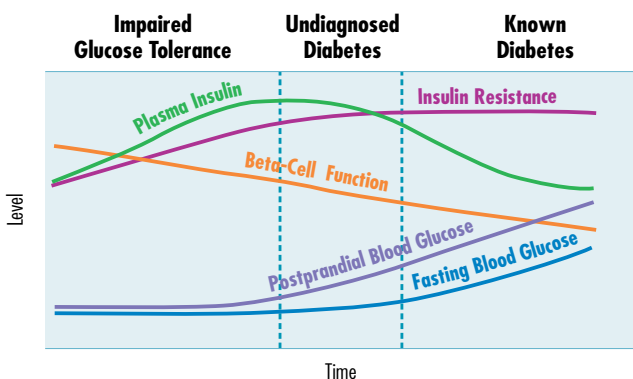 Impaired
Glucose Tolerance
Undiagnosed
Diabetes
Known
Diabetes
Plasma Insulin
Insulin Resistance
Beta-Cell Function
Postprandial Blood Glucose
Fasting Blood Glucose
Level
Time